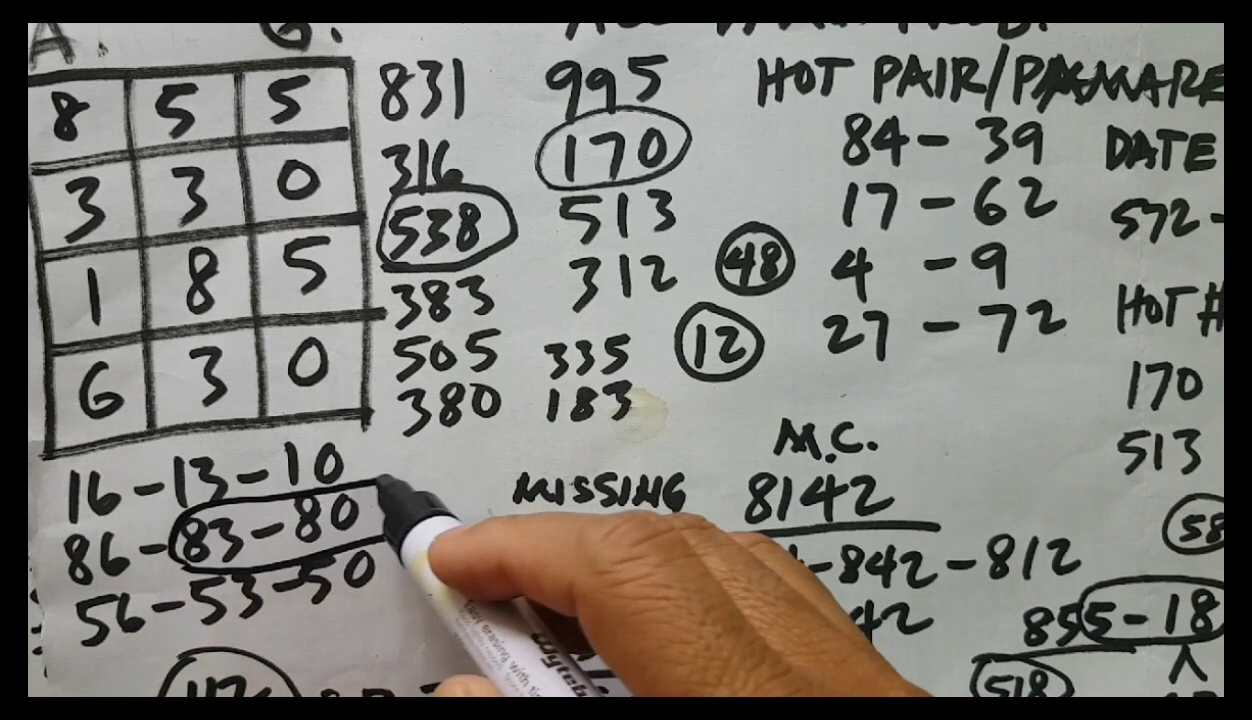 A. G.
8 5 5
3 3 0
1 8 5
6 3 0
831 995
316 170
538 513
383 312
505 335
380 183
HOT PAIR/
84 - 39
17 - 62
48 4 - 9
12 27 - 72
DATE
572 -
HOT #
170
513
58
16 - 13 - 10
86 - 83 - 80
56 - 53 - 50
MISSING
M.C.
8142
- 842 - 812
42
855 - 18
518